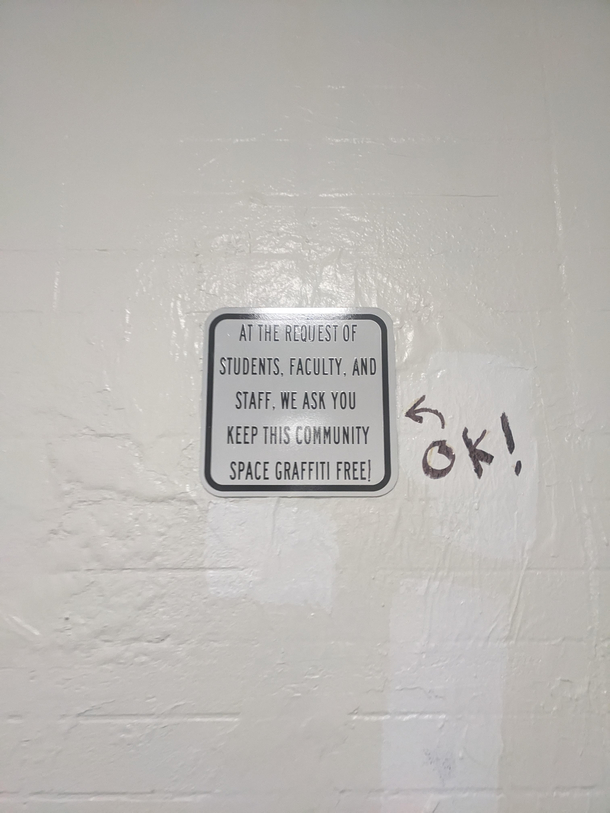 AT THE REQUEST OF
STUDENTS, FACULTY, AND
STAFF, WE ASK YOU
KEEP THIS COMMUNITY
SPACE GRAFFITI FREE!
OK!